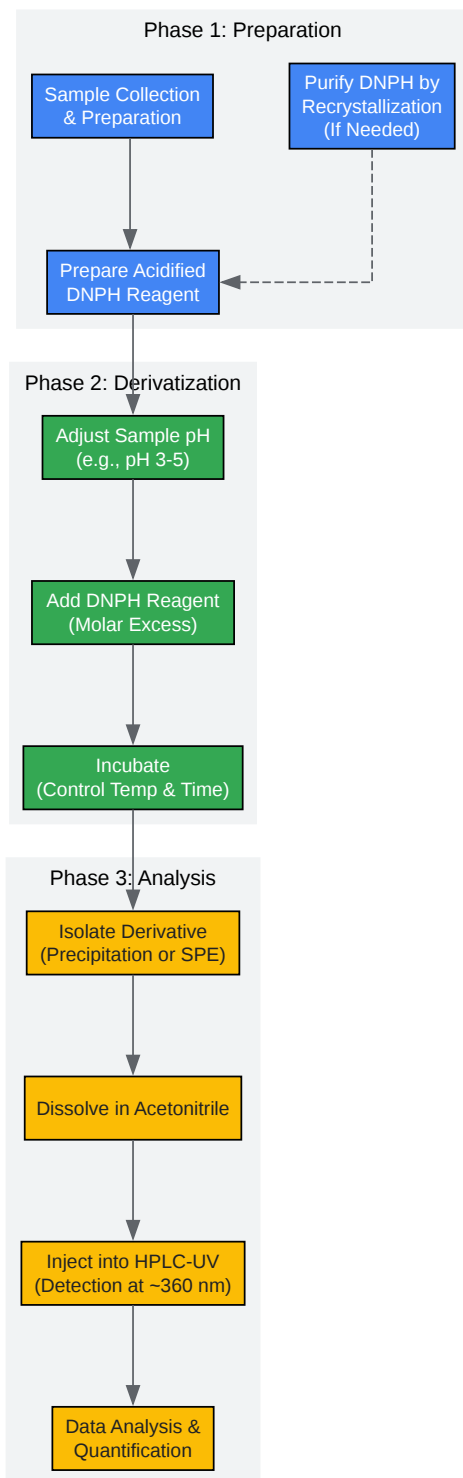 Phase 1: Preparation
Sample Collection
& Preparation
Purify DNPH by
Recrystallization
(If Needed)
Prepare Acidified
DNPH Reagent
Phase 2: Derivatization
Adjust Sample pH
(e.g., pH 3-5)
Add DNPH Reagent
(Molar Excess)
Incubate
(Control Temp & Time)
Phase 3: Analysis
Isolate Derivative
(Precipitation or SPE)
Dissolve in Acetonitrile
Inject into HPLC-UV
(Detection at ~360 nm)
Data Analysis &
Quantification